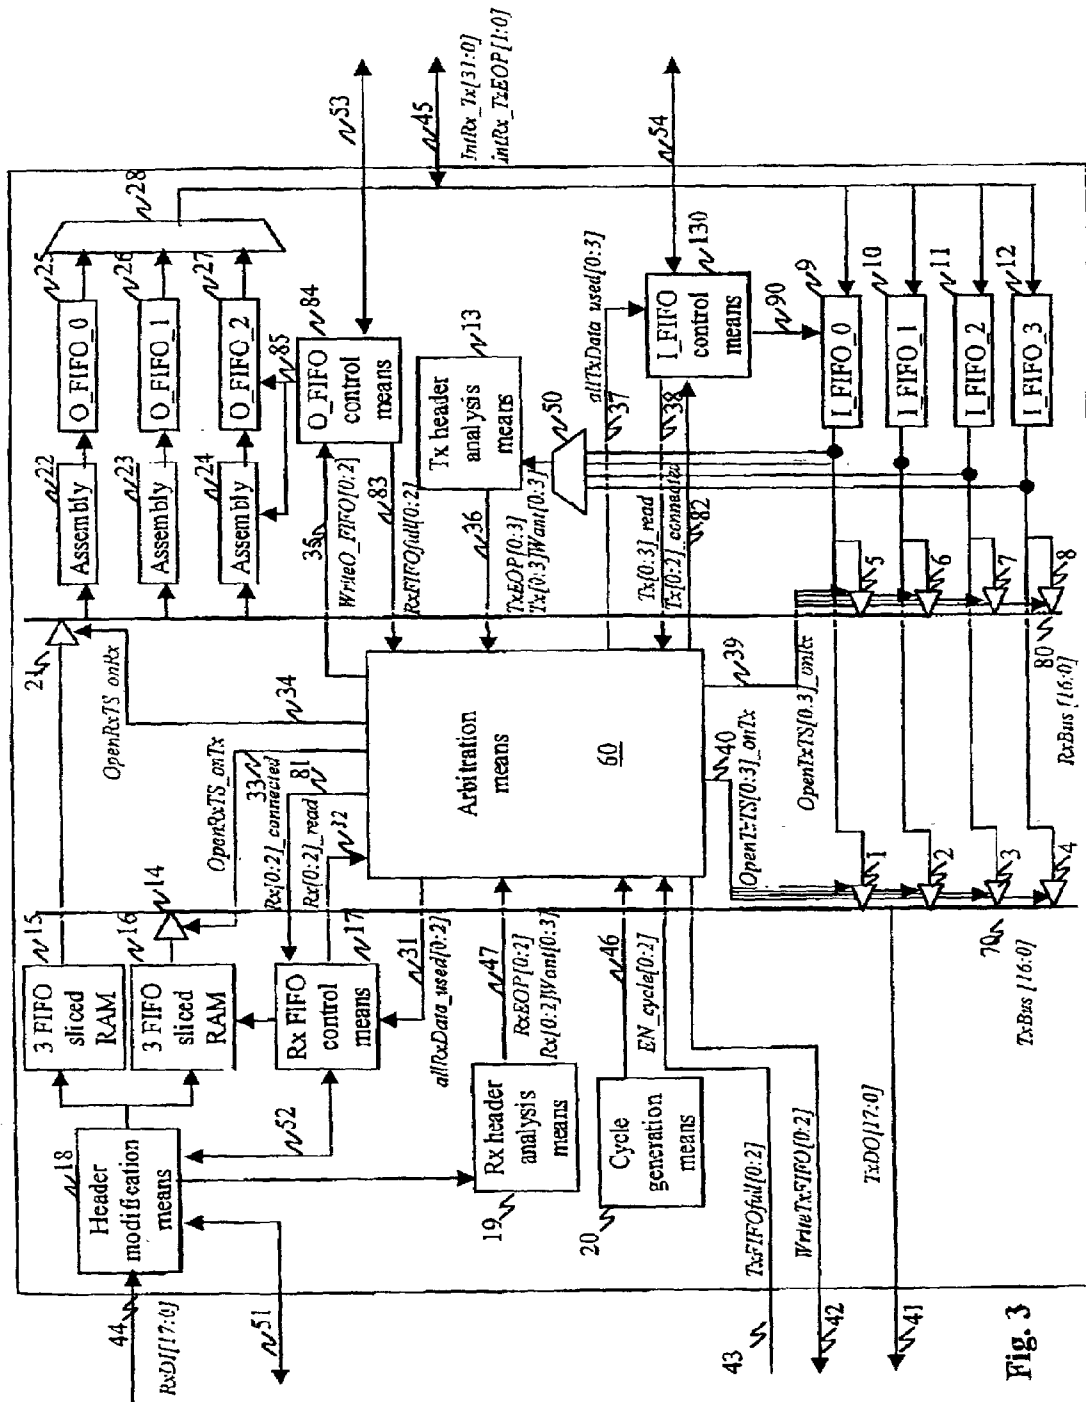 44
RxDI[17:0]
51
Header
modification
means
18
52
3 FIFO
sliced
RAM
15
3 FIFO
sliced
RAM
16
14
Rx FIFO
control
means
17
31
allRxData_used[0:2]
Rx[0:2]_connected
Rx[0:2]_read
32
81
33
OpenRxTS_onTx
34
OpenRxTS_onRx
21
Rx header
analysis
means
19
47
RxEOP[0:2]
Rx[0:2]Want[0:3]
Cycle
generation
means
20
46
EN_cycle[0:2]
43
TxFIFOfull[0:2]
42
WriteTxFIFO[0:2]
41
TxDO[17:0]
70
TxBus [16:0]
Arbitration
means
60
Assembly
22
Assembly
23
Assembly
24
O_FIFO_0
25
O_FIFO_1
26
O_FIFO_2
27
28
85
O_FIFO
control
means
84
35
WriteO_FIFO[0:2]
83
RxFIFOfull[0:2]
53
45
IntRx_Tx[31:0]
intRx_TxEOP[1:0]
Tx header
analysis
means
13
36
TxEOP[0:3]
Tx[0:3]Want[0:3]
50
allTxData_used[0:3]
37
Tx[0:3]_read
38
Tx[0:2]_connected
82
I_FIFO
control
means
130
54
90
I_FIFO_0
9
I_FIFO_1
10
I_FIFO_2
11
I_FIFO_3
12
39
OpenTxTS[0:3]_onRx
40
OpenTxTS[0:3]_onTx
1
2
3
4
5
6
7
8
80
RxBus [16:0]
Fig. 3